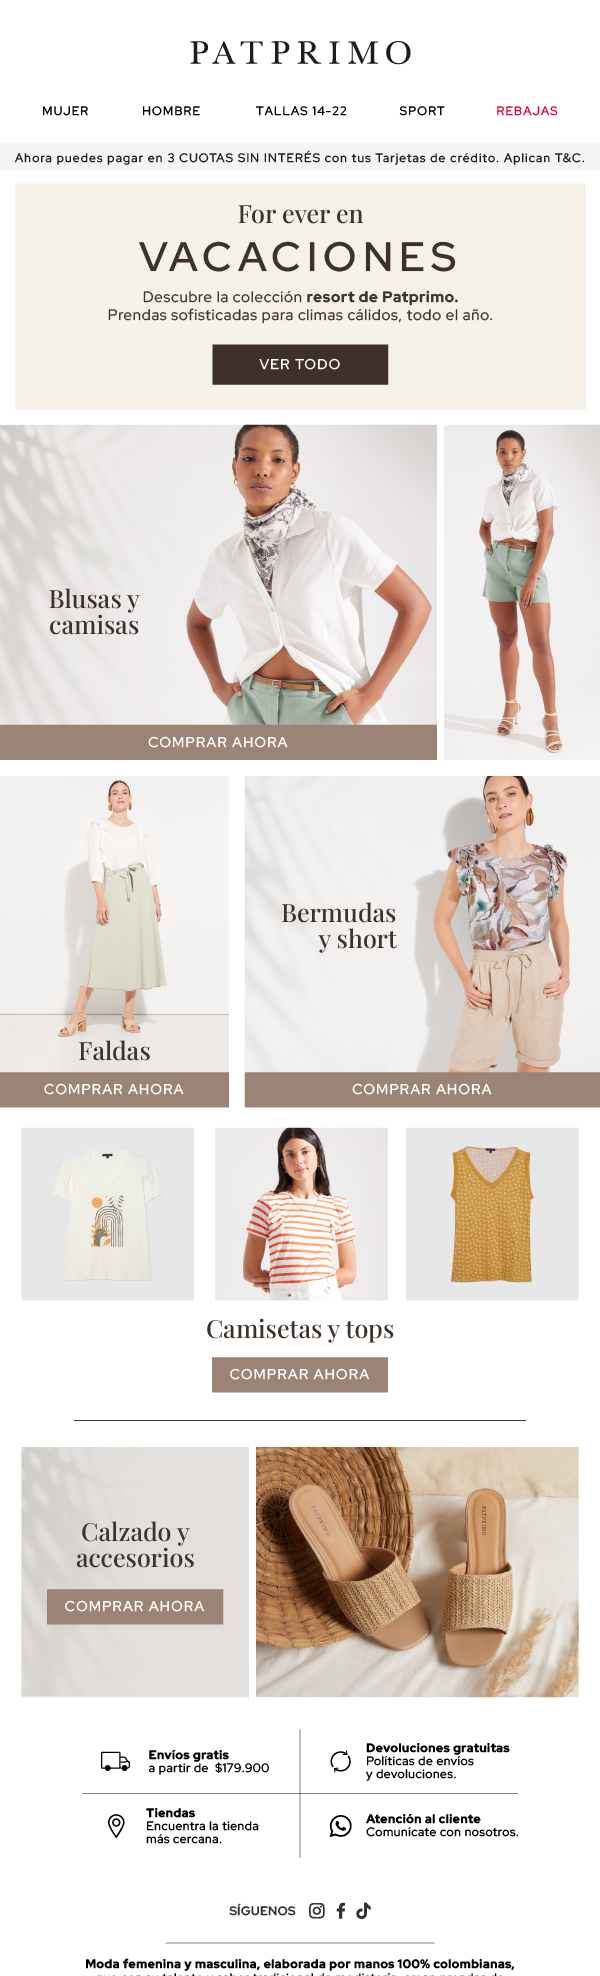 PATPRIMO
MUJER HOMBRE TALLAS 14-22 SPORT REBAJAS
Ahora puedes pagar en 3 CUOTAS SIN INTERÉS con tus Tarjetas de crédito. Aplican T&C.
For ever en
VACACIONES
Descubre la colección resort de Patprimo.
Prendas sofisticadas para climas cálidos, todo el año.
VER TODO
Blusas y
camisas
COMPRAR AHORA
Faldas
COMPRAR AHORA
Bermudas
y short
COMPRAR AHORA
Camisetas y tops
COMPRAR AHORA
Calzado y
accesorios
COMPRAR AHORA
PATPRIMO
PATPRIMO
Envíos gratis
a partir de $179.900
Devoluciones gratuitas
Políticas de envíos
y devoluciones.
Tiendas
Encuentra la tienda
más cercana.
Atención al cliente
Comunícate con nosotros.
SÍGUENOS
Moda femenina y masculina, elaborada por manos 100% colombianas,